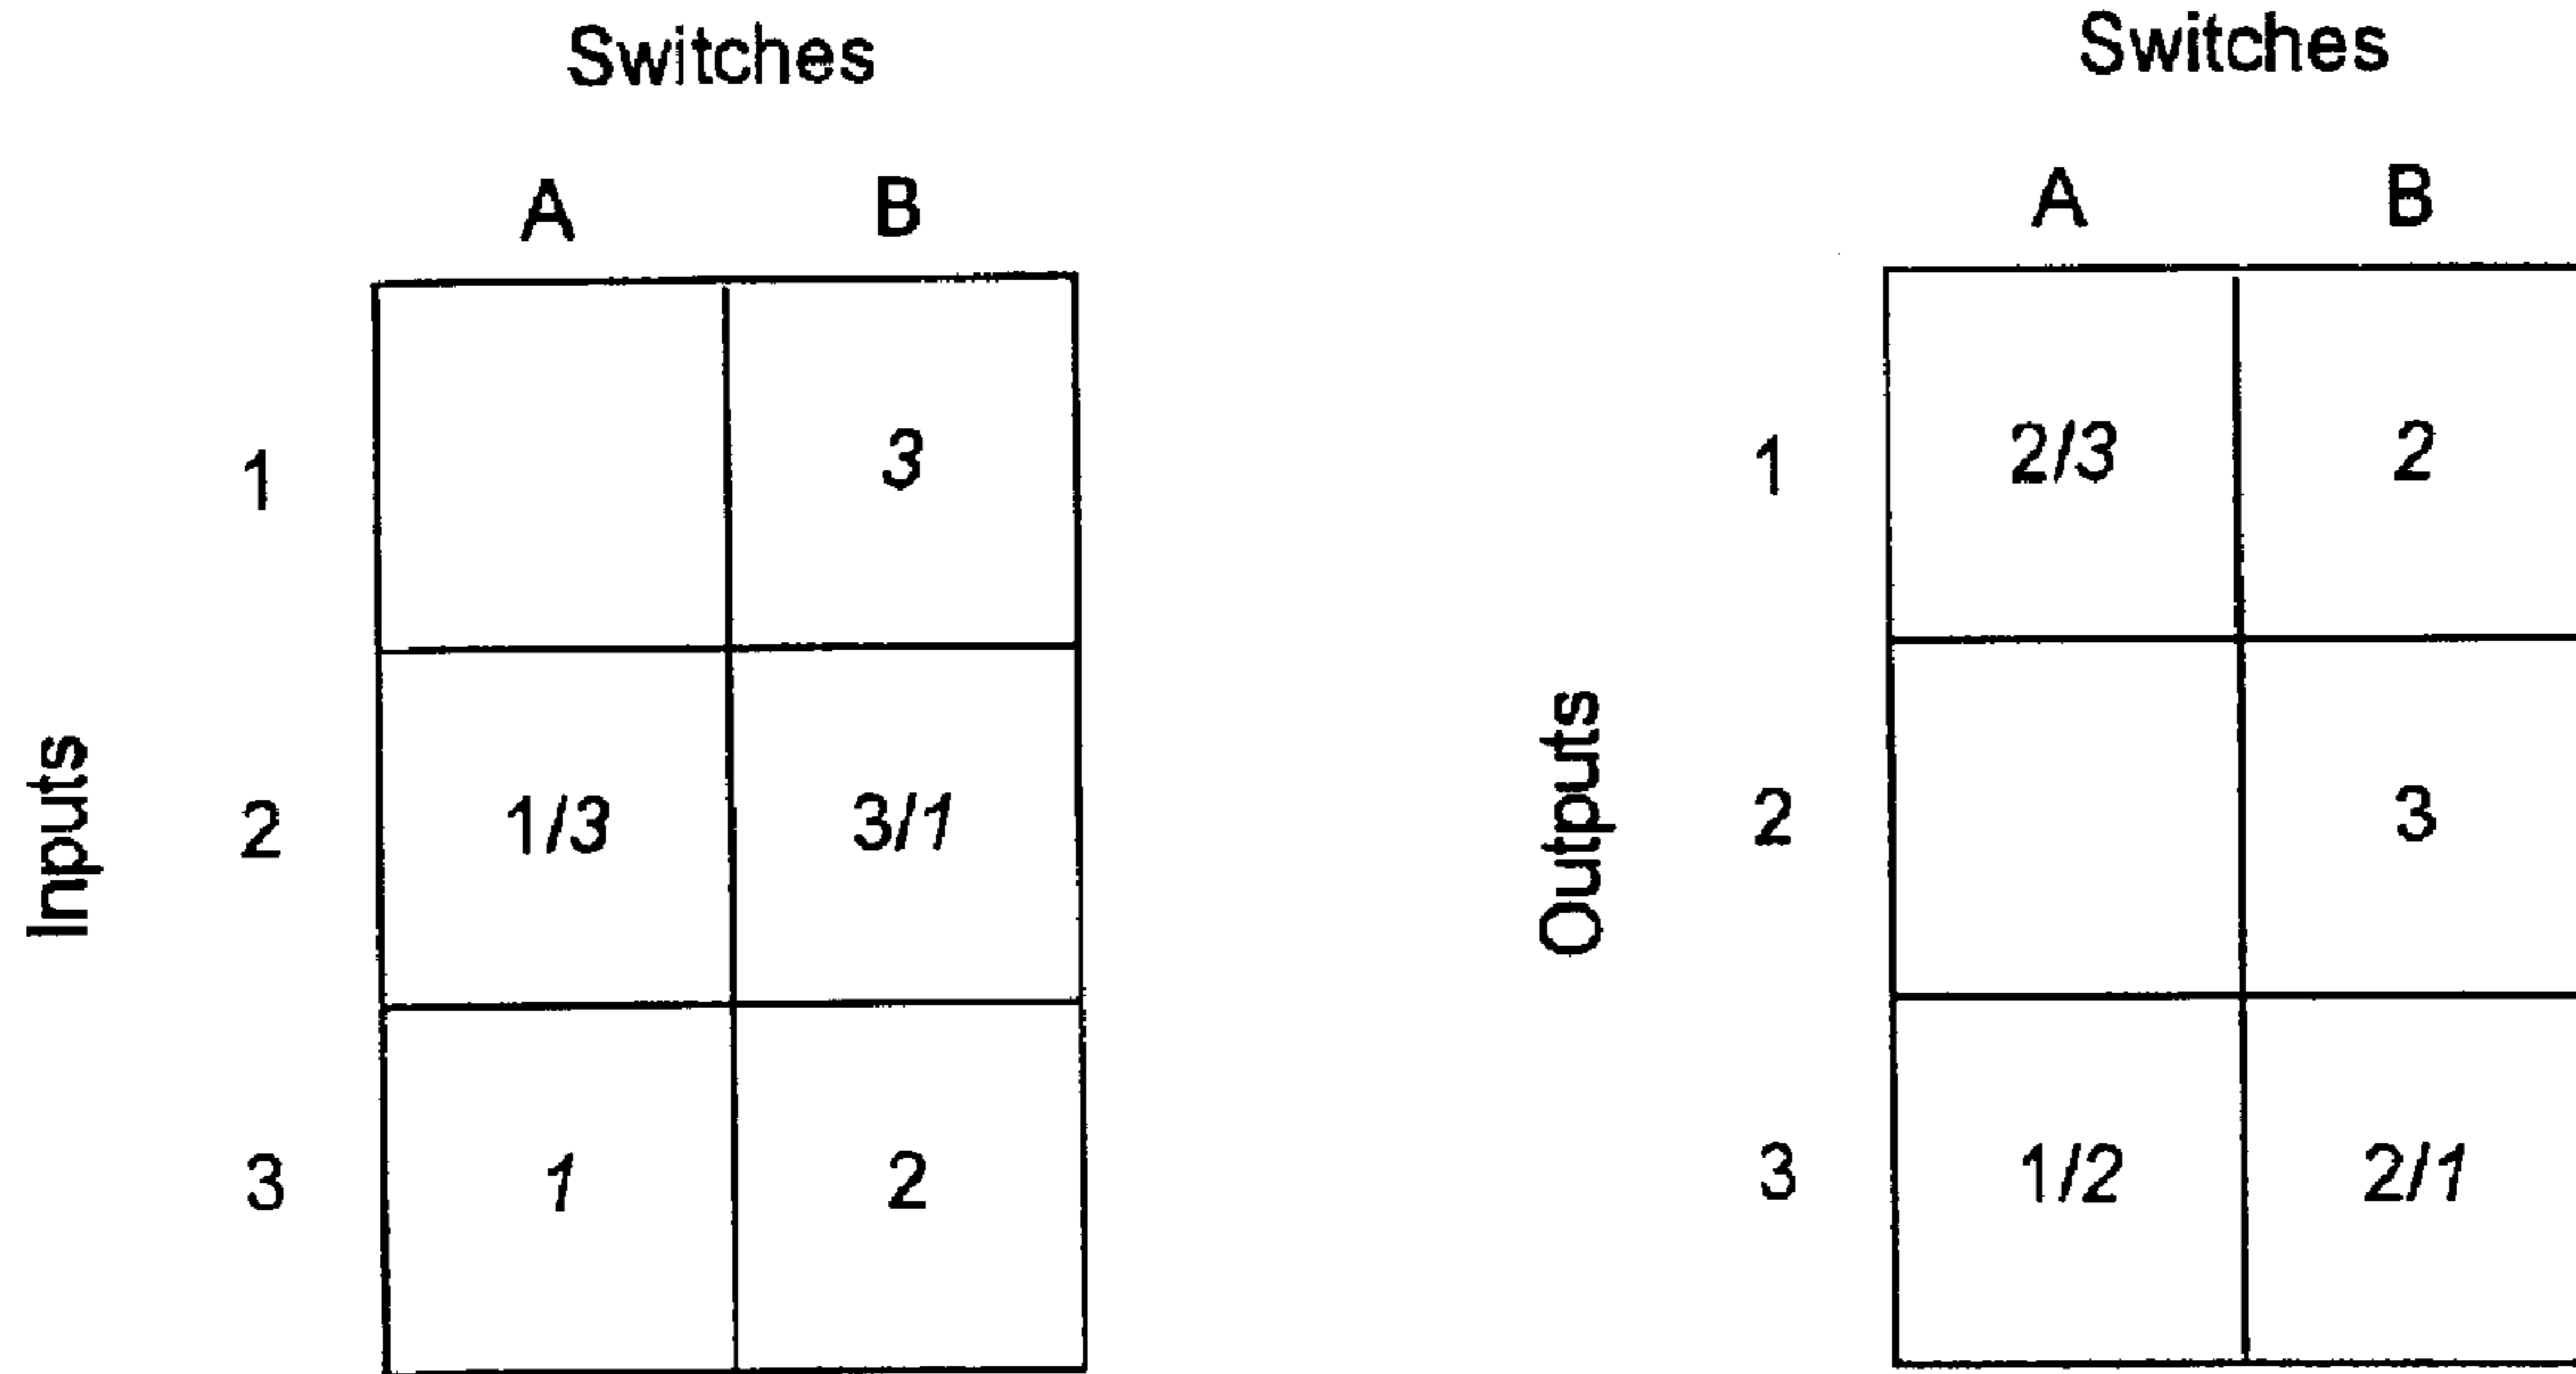 Switches Switches
A B A B
1 3 1 2/3 2
Inputs 2 1/3 3/1 Outputs 2 3
3 1 2 3 1/2 2/1